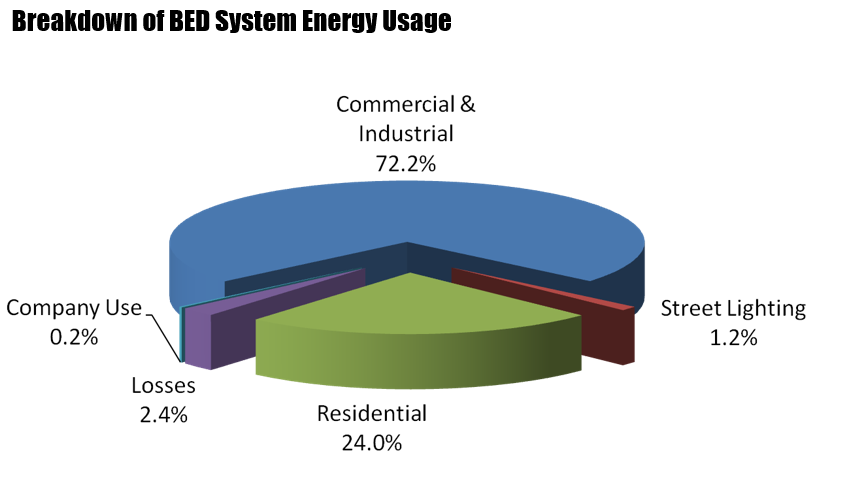 Breakdown of BED System Energy Usage
Commercial &
Industrial
72.2%
Company Use
0.2%
Street Lighting
1.2%
Losses
2.4%
Residential
24.0%